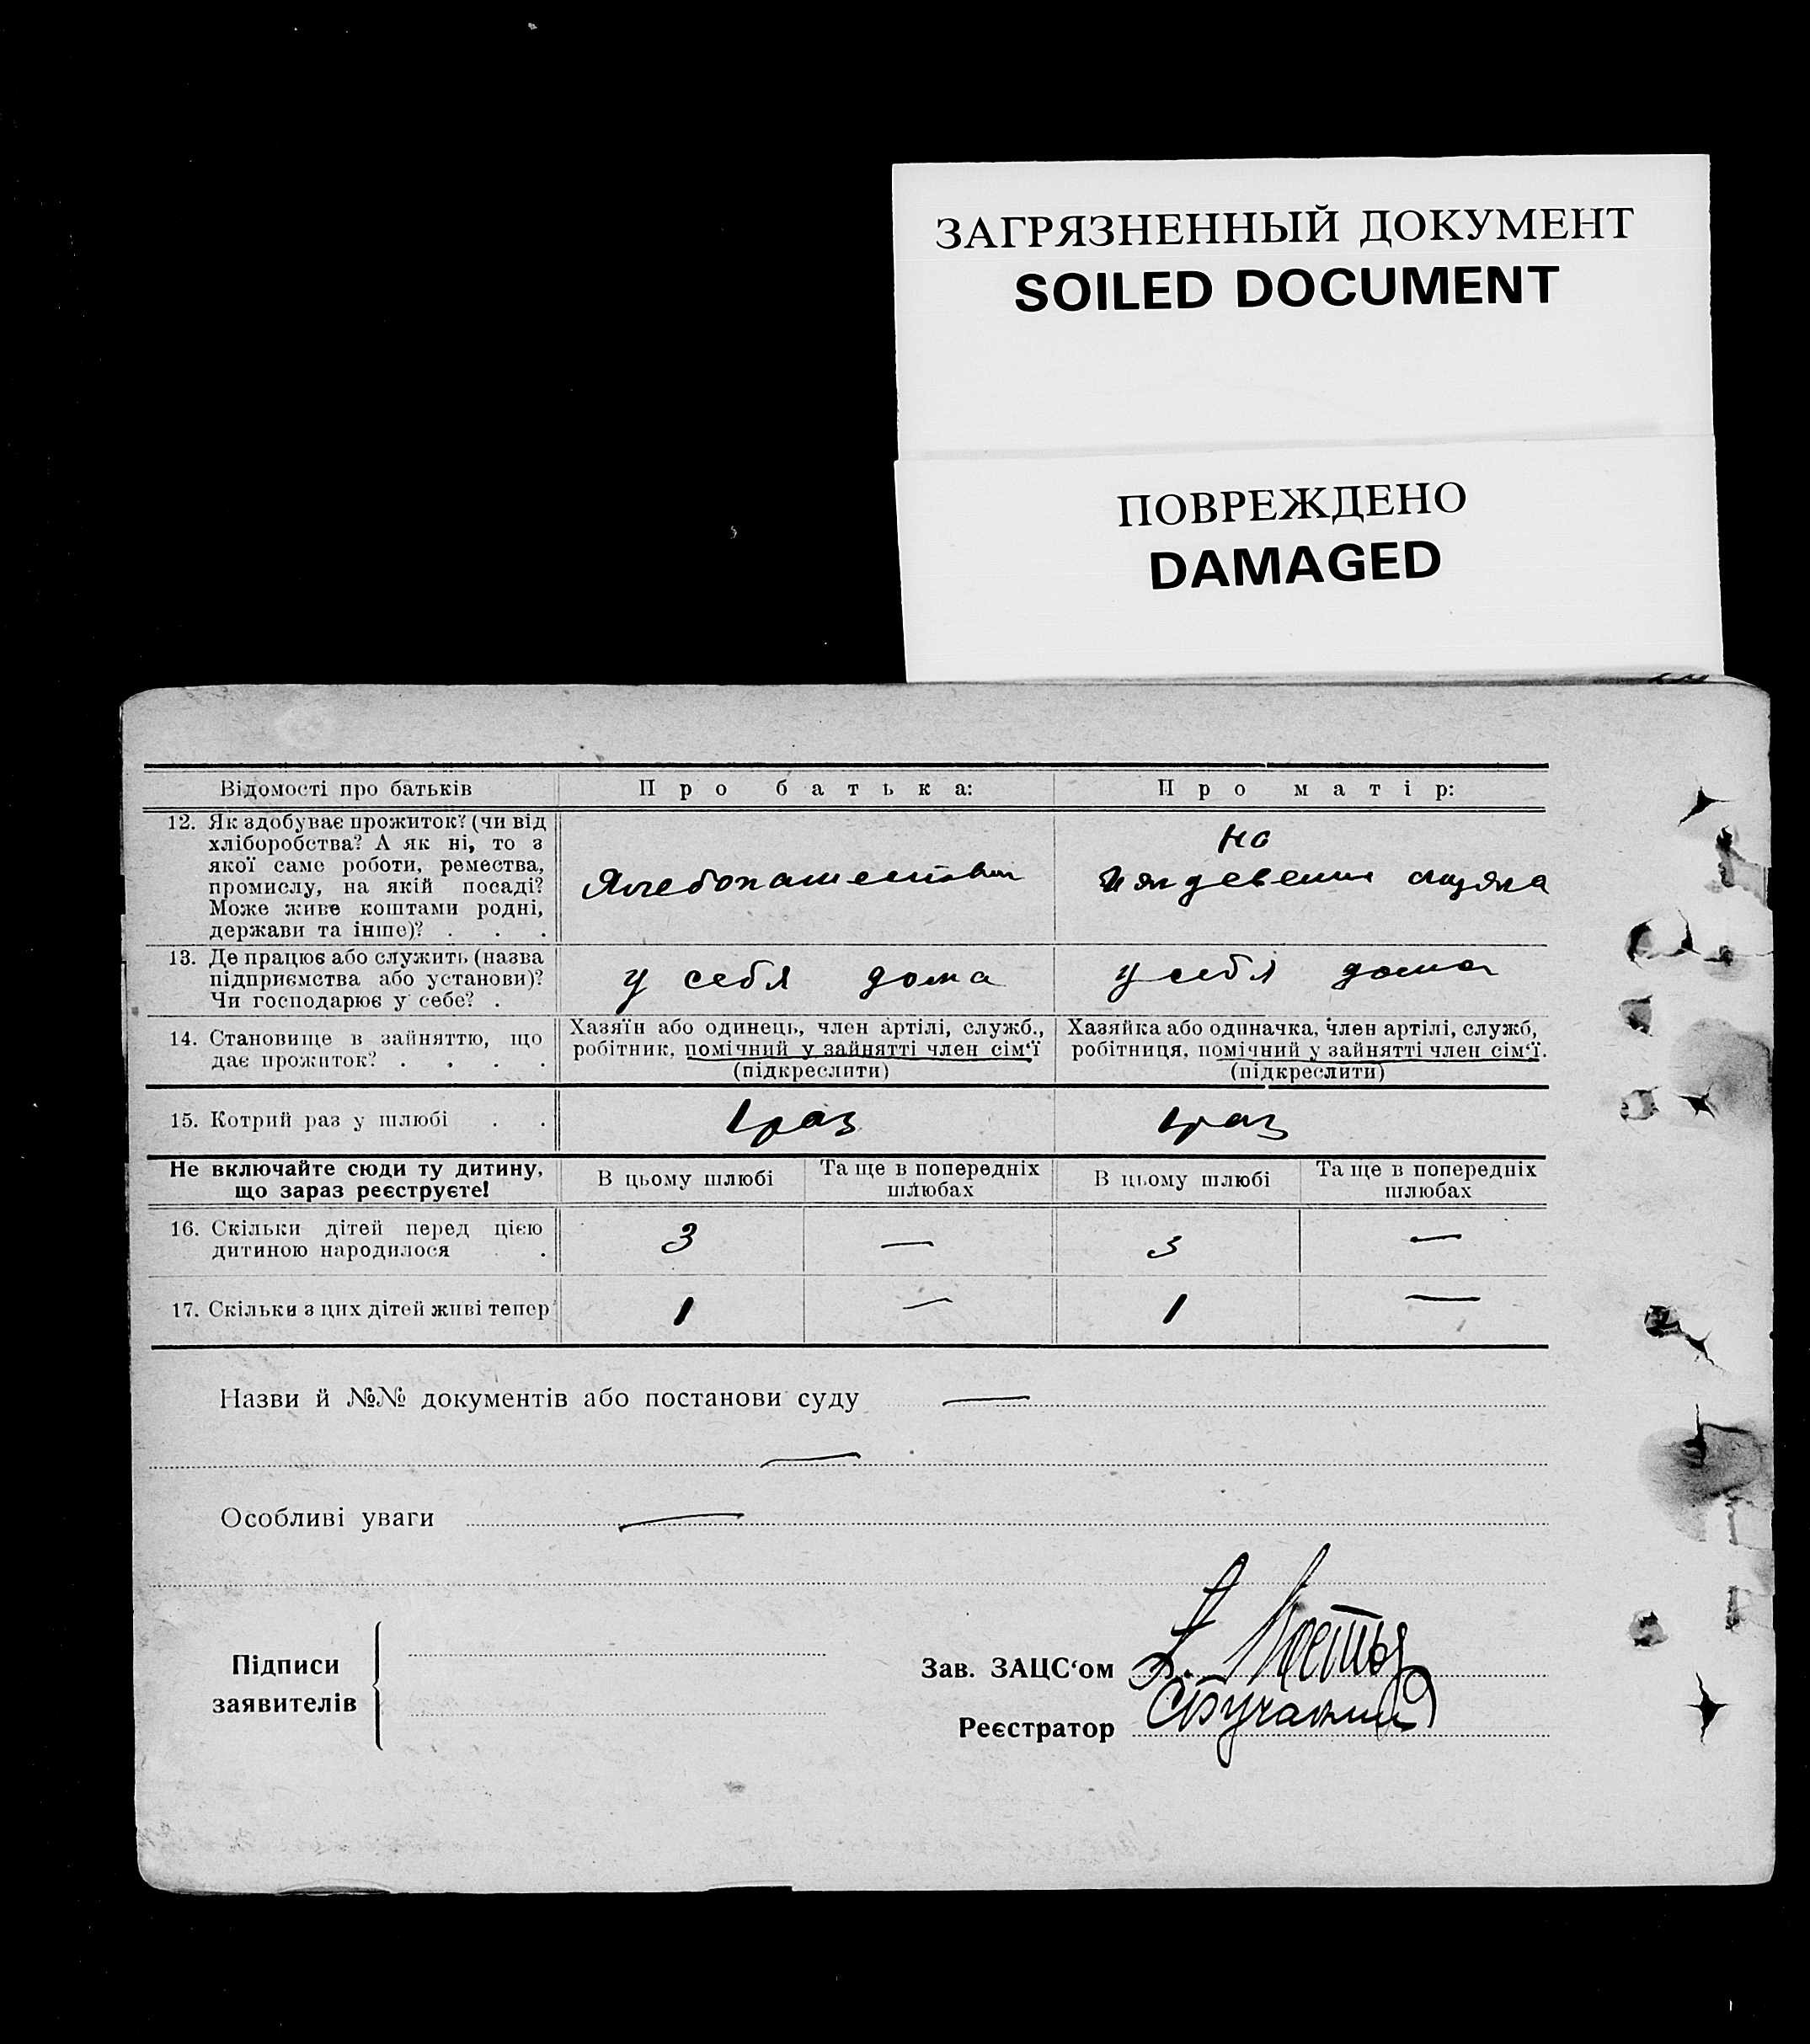 ЗАГРЯЗНЕННЫЙ ДОКУМЕНТ
SOILED DOCUMENT
ПОВРЕЖДЕНО
DAMAGED
Відомості про батьків
Про батька:
Про матір:
12. Як здобуває прожиток? (чи від
хліборобства? А як ні, то з
якої саме роботи, ремества,
промислу, на якій посаді?
Може живе коштами родні,
держави та інше)? . . .
на
13. Де працює або служить (назва
підприємства або установи)?
Чи господарює у себе? .
у себя дома
у себя дома
14. Становище в зайняттю, що
дає прожиток? . . . .
Хазяїн або одинець, член артілі, служб.,
робітник, помічний у зайнятті член сім‘ї
(підкреслити)
Хазяйка або одиначка, член артілі, служб,
робітниця, помічний у зайнятті член сім‘ї.
(підкреслити)
15. Котрий раз у шлюбі . .
1 раз
1 раз
Не включайте сюди ту дитину,
що зараз реєструєте!
В цьому шлюбі
Та ще в попередніх
шлюбах
В цьому шлюбі
Та ще в попередніх
шлюбах
16. Скільки дітей перед цією
дитиною народилося .
3
—
3
—
17. Скільки з цих дітей живі тепер
1
—
1
—
Назви й №№ документів або постанови суду —
—
Особливі уваги —
Підписи
заявителів
Зав. ЗАЦС‘ом
Реєстратор